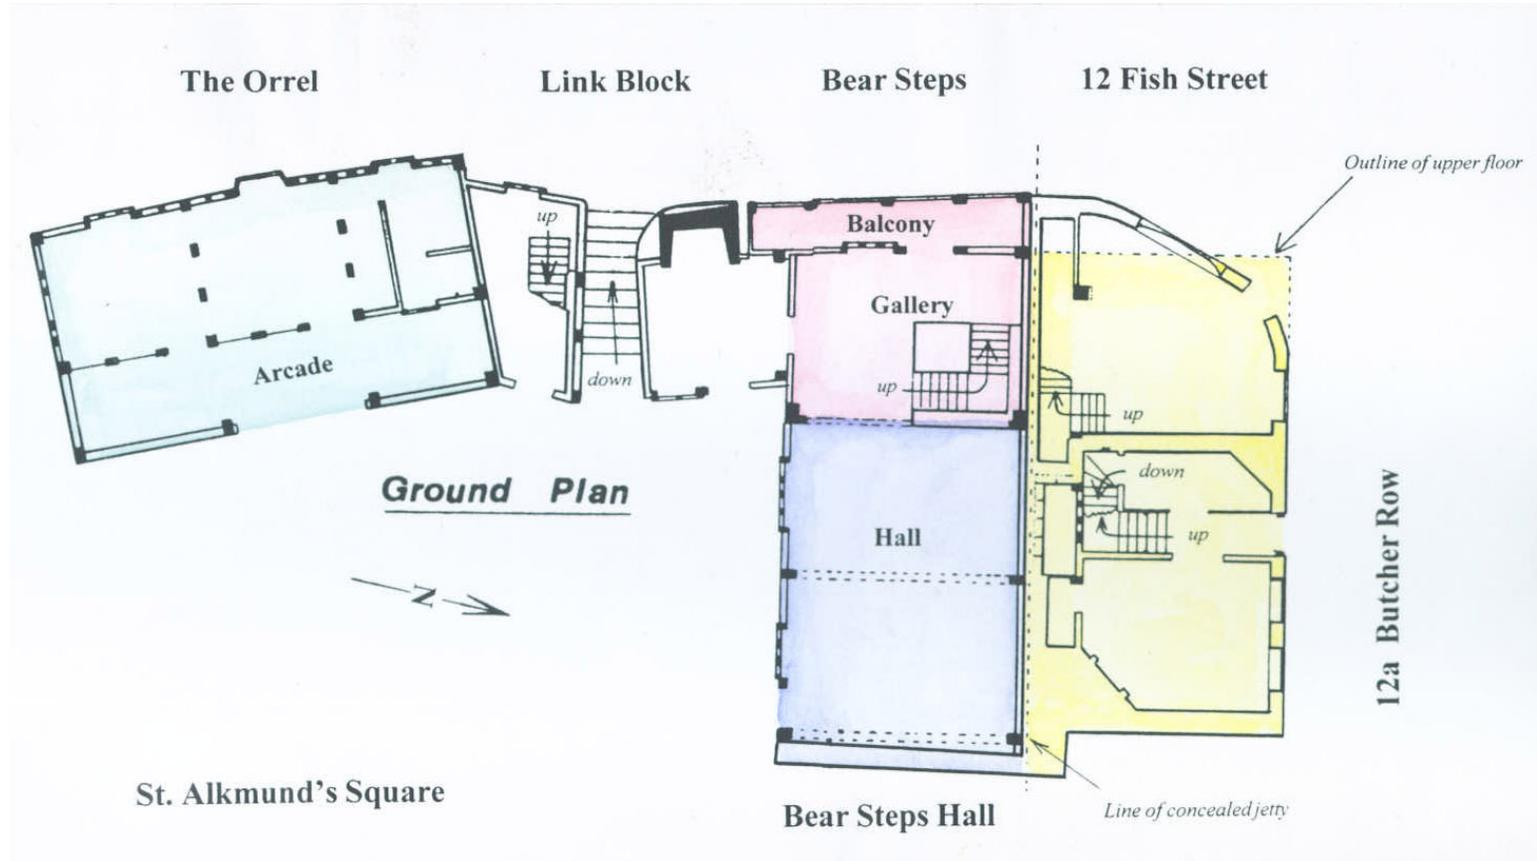 The Orrel
Link Block
Bear Steps
12 Fish Street
Outline of upper floor
up
Balcony
Gallery
Arcade
down
up
up
Ground Plan
down
Hall
up
N
12a Butcher Row
St. Alkmund's Square
Bear Steps Hall
Line of concealed jetty